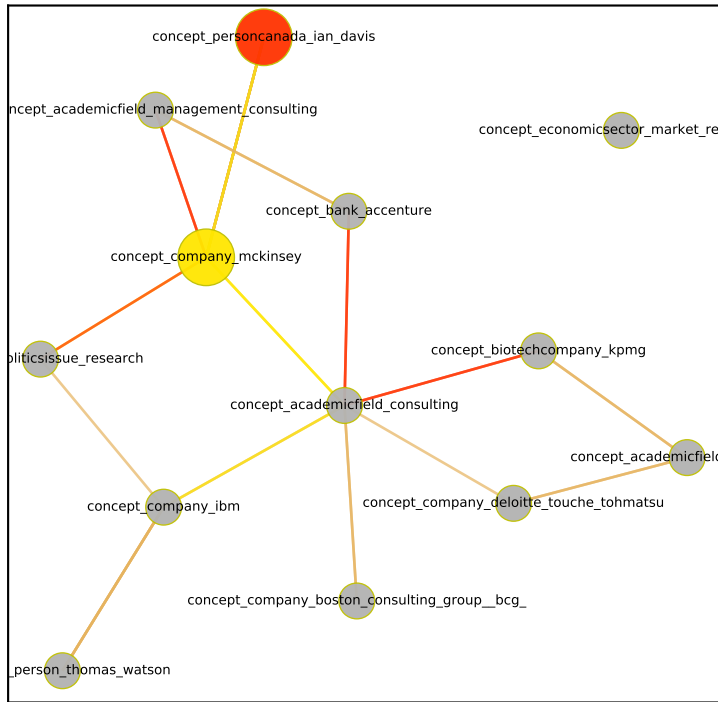 concept_personcanada_ian_davis
ncept_academicfield_management_consulting
concept_economicsector_market_re
concept_bank_accenture
concept_company_mckinsey
oliticsissue_research
concept_biotechcompany_kpmg
concept_academicfield_consulting
concept_academicfield
concept_company_deloitte_touche_tohmatsu
concept_company_ibm
concept_company_boston_consulting_group__bcg_
_person_thomas_watson